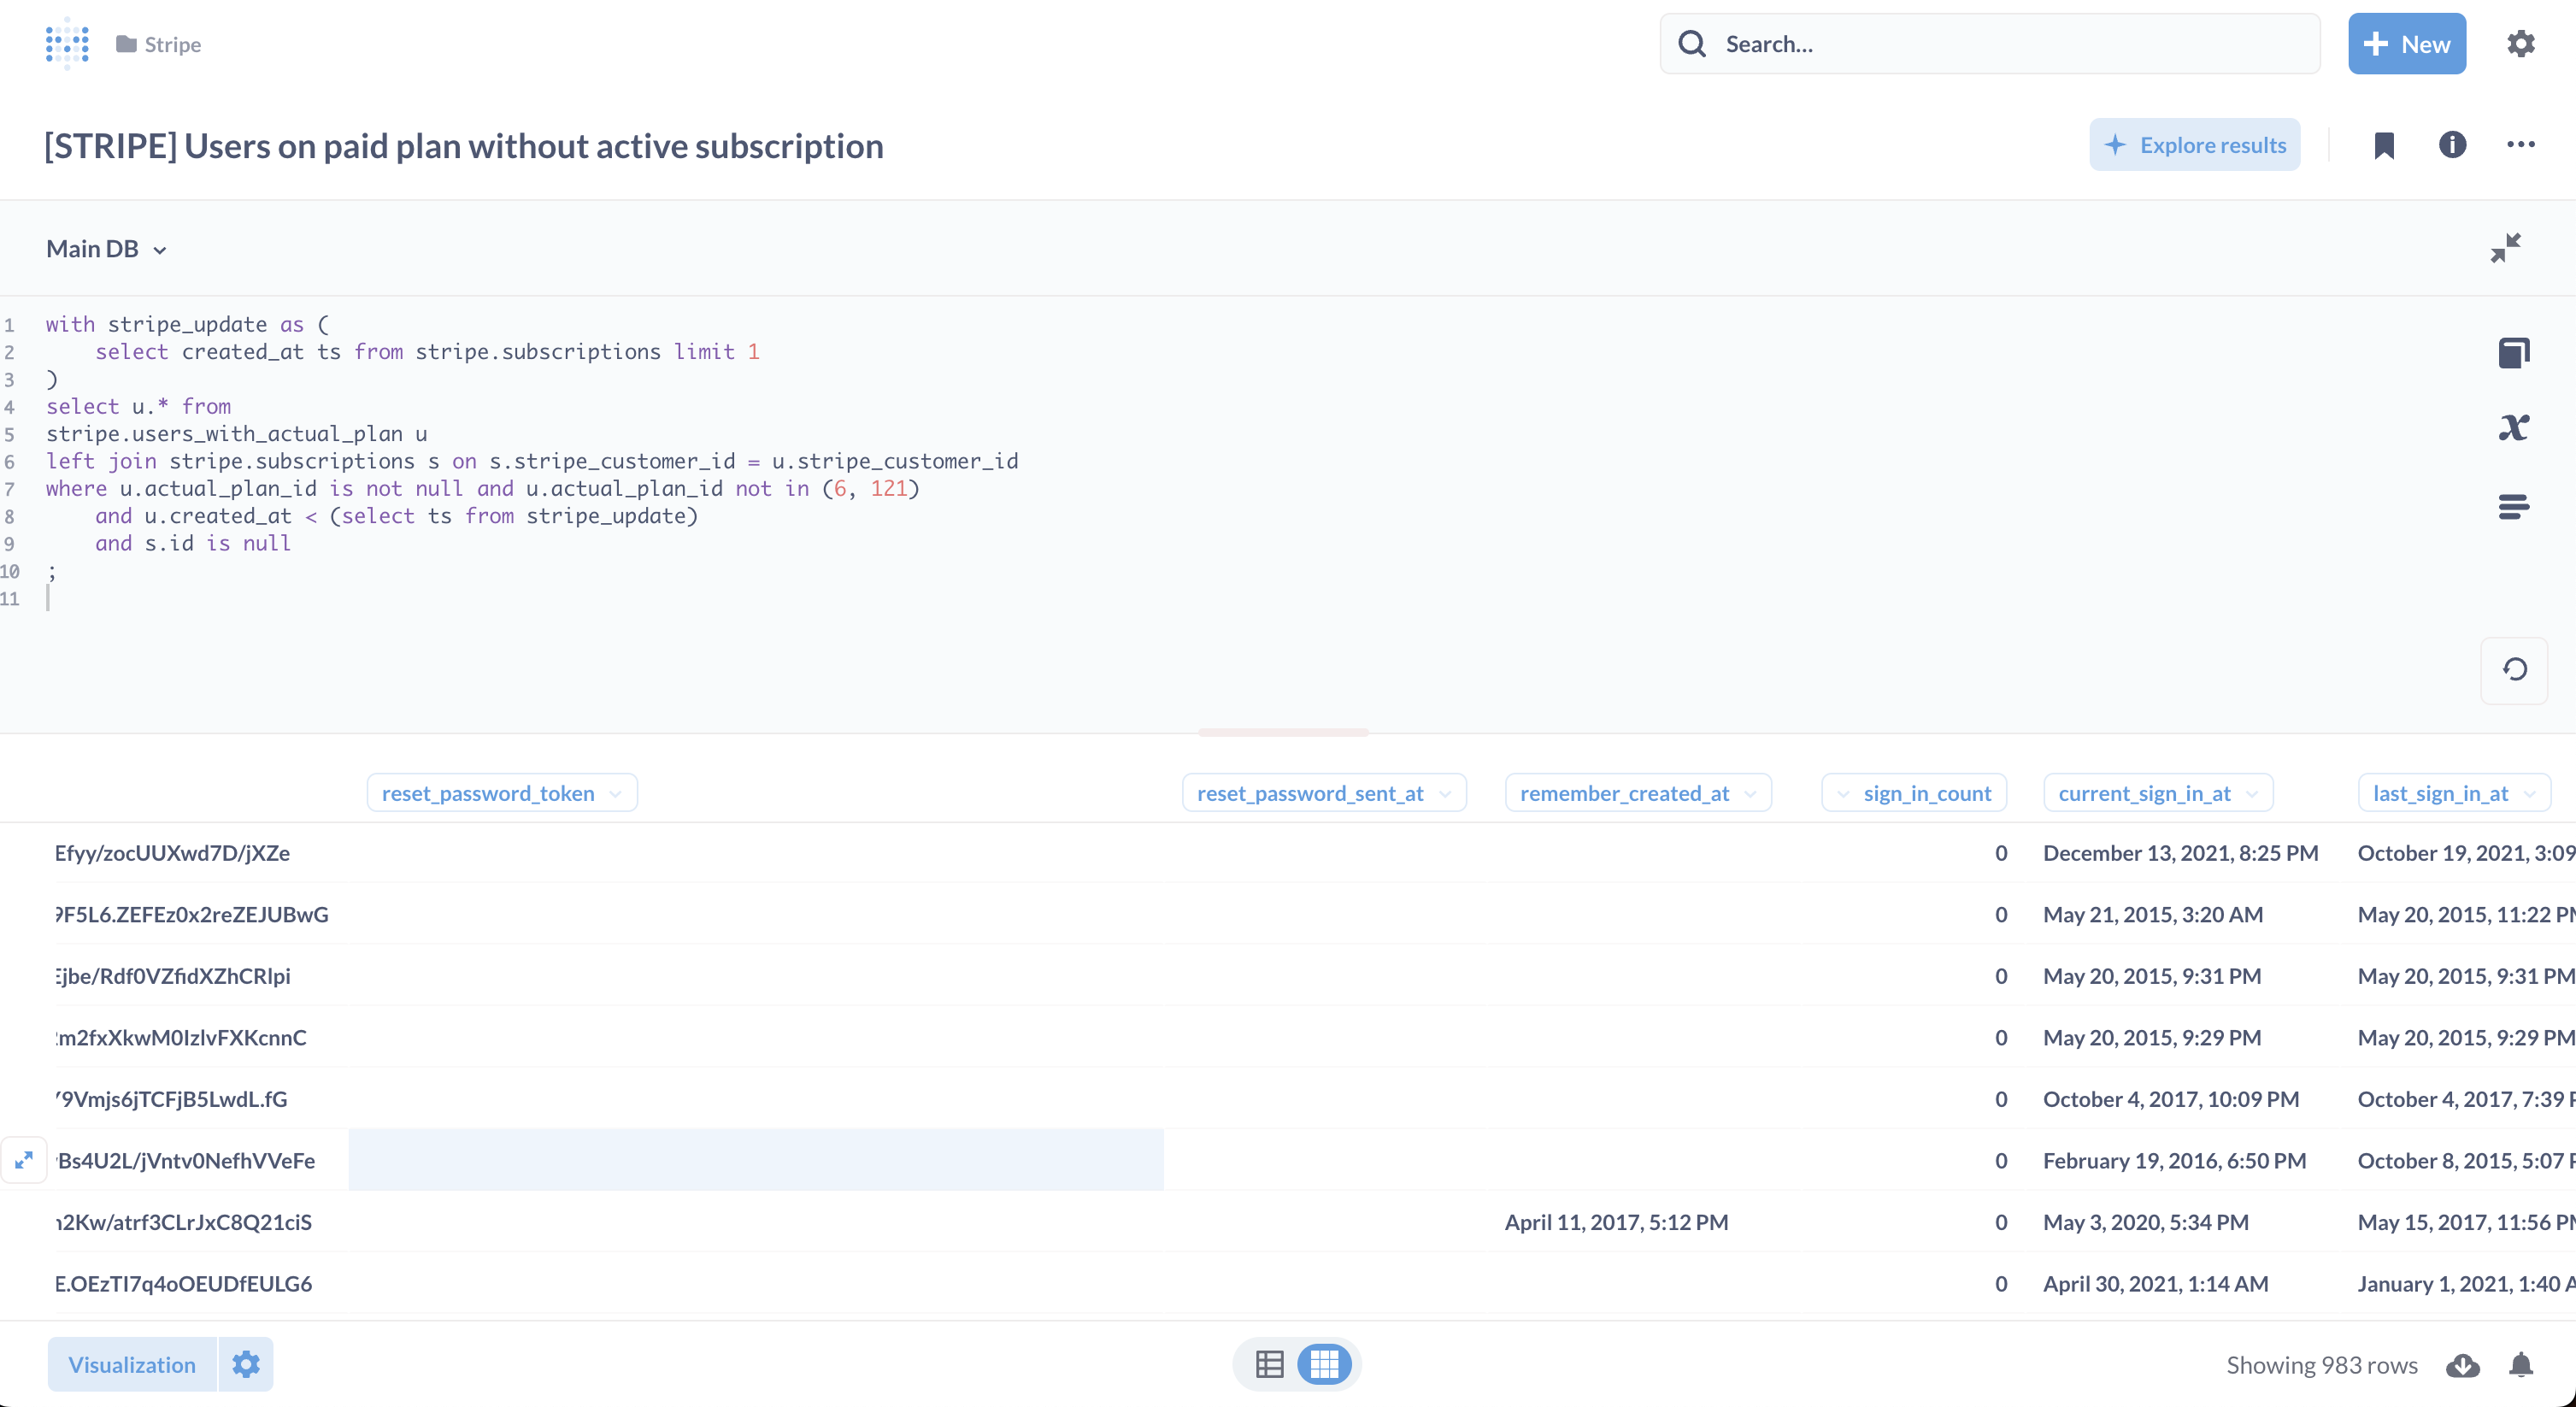 Stripe
Search...
New
[STRIPE] Users on paid plan without active subscription
Explore results
Main DB
1 with stripe_update as (
2 select created_at ts from stripe.subscriptions limit 1
3 )
4 select u.* from
5 stripe.users_with_actual_plan u
6 left join stripe.subscriptions s on s.stripe_customer_id = u.stripe_customer_id
7 where u.actual_plan_id is not null and u.actual_plan_id not in (6, 121)
8 and u.created_at < (select ts from stripe_update)
9 and s.id is null
10 ;
11
reset_password_token reset_password_sent_at remember_created_at sign_in_count current_sign_in_at last_sign_in_at
Efyy/zocUUXwd7D/jXZe 0 December 13, 2021, 8:25 PM October 19, 2021, 3:09
9F5L6.ZEFEz0x2reZEJUBwG 0 May 21, 2015, 3:20 AM May 20, 2015, 11:22 PM
Ejbe/Rdf0VZfidXZhCRlpi 0 May 20, 2015, 9:31 PM May 20, 2015, 9:31 PM
m2fxXkwM0IzlvFXKcnnC 0 May 20, 2015, 9:29 PM May 20, 2015, 9:29 PM
9Vmjs6jTCFjB5LwdL.fG 0 October 4, 2017, 10:09 PM October 4, 2017, 7:39
Bs4U2L/jVntv0NefhVVeFe 0 February 19, 2016, 6:50 PM October 8, 2015, 5:07
2Kw/atrf3CLrJxC8Q21ciS April 11, 2017, 5:12 PM 0 May 3, 2020, 5:34 PM May 15, 2017, 11:56 PM
E.OEzTI7q4oOEUDfEULG6 0 April 30, 2021, 1:14 AM January 1, 2021, 1:40
Visualization
Showing 983 rows